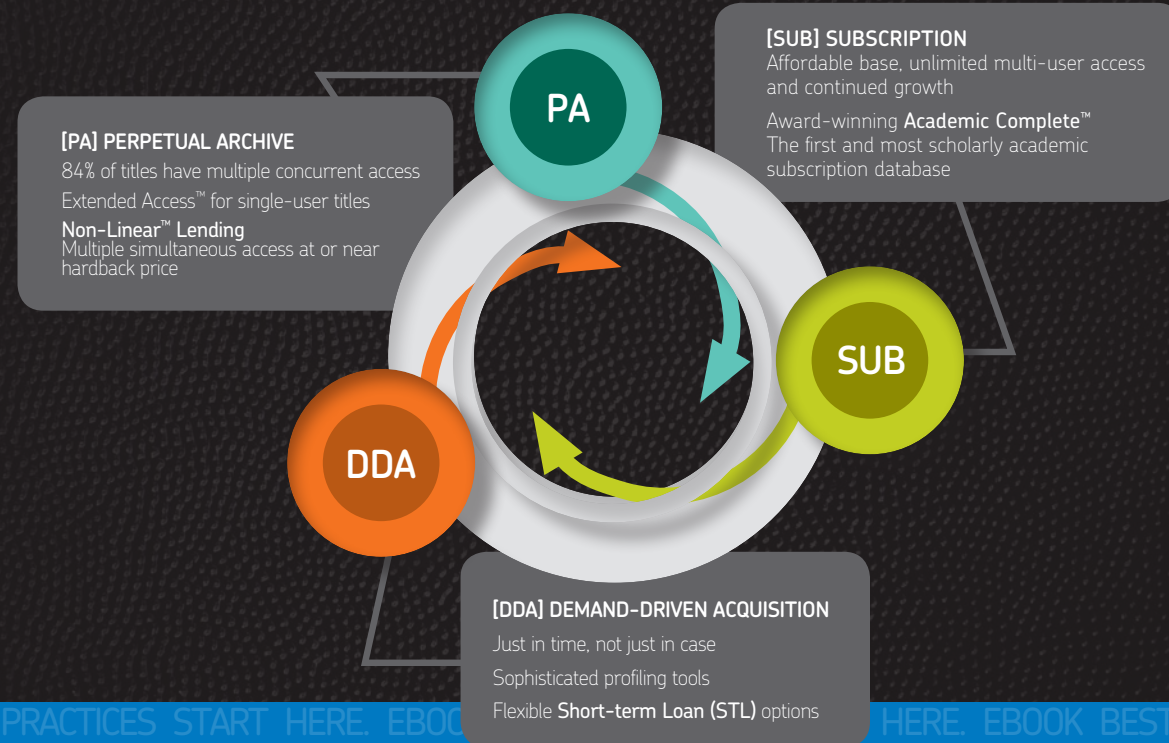 PA
[PA] PERPETUAL ARCHIVE
84% of titles have multiple concurrent access
Extended Access™ for single-user titles
Non-Linear™ Lending
Multiple simultaneous access at or near
hardback price
[SUB] SUBSCRIPTION
Affordable base, unlimited multi-user access
and continued growth
Award-winning Academic Complete™
The first and most scholarly academic
subscription database
SUB
DDA
[DDA] DEMAND-DRIVEN ACQUISITION
Just in time, not just in case
Sophisticated profiling tools
Flexible Short-term Loan (STL) options
PRACTICES START HERE. EBOO HERE. EBOOK BEST